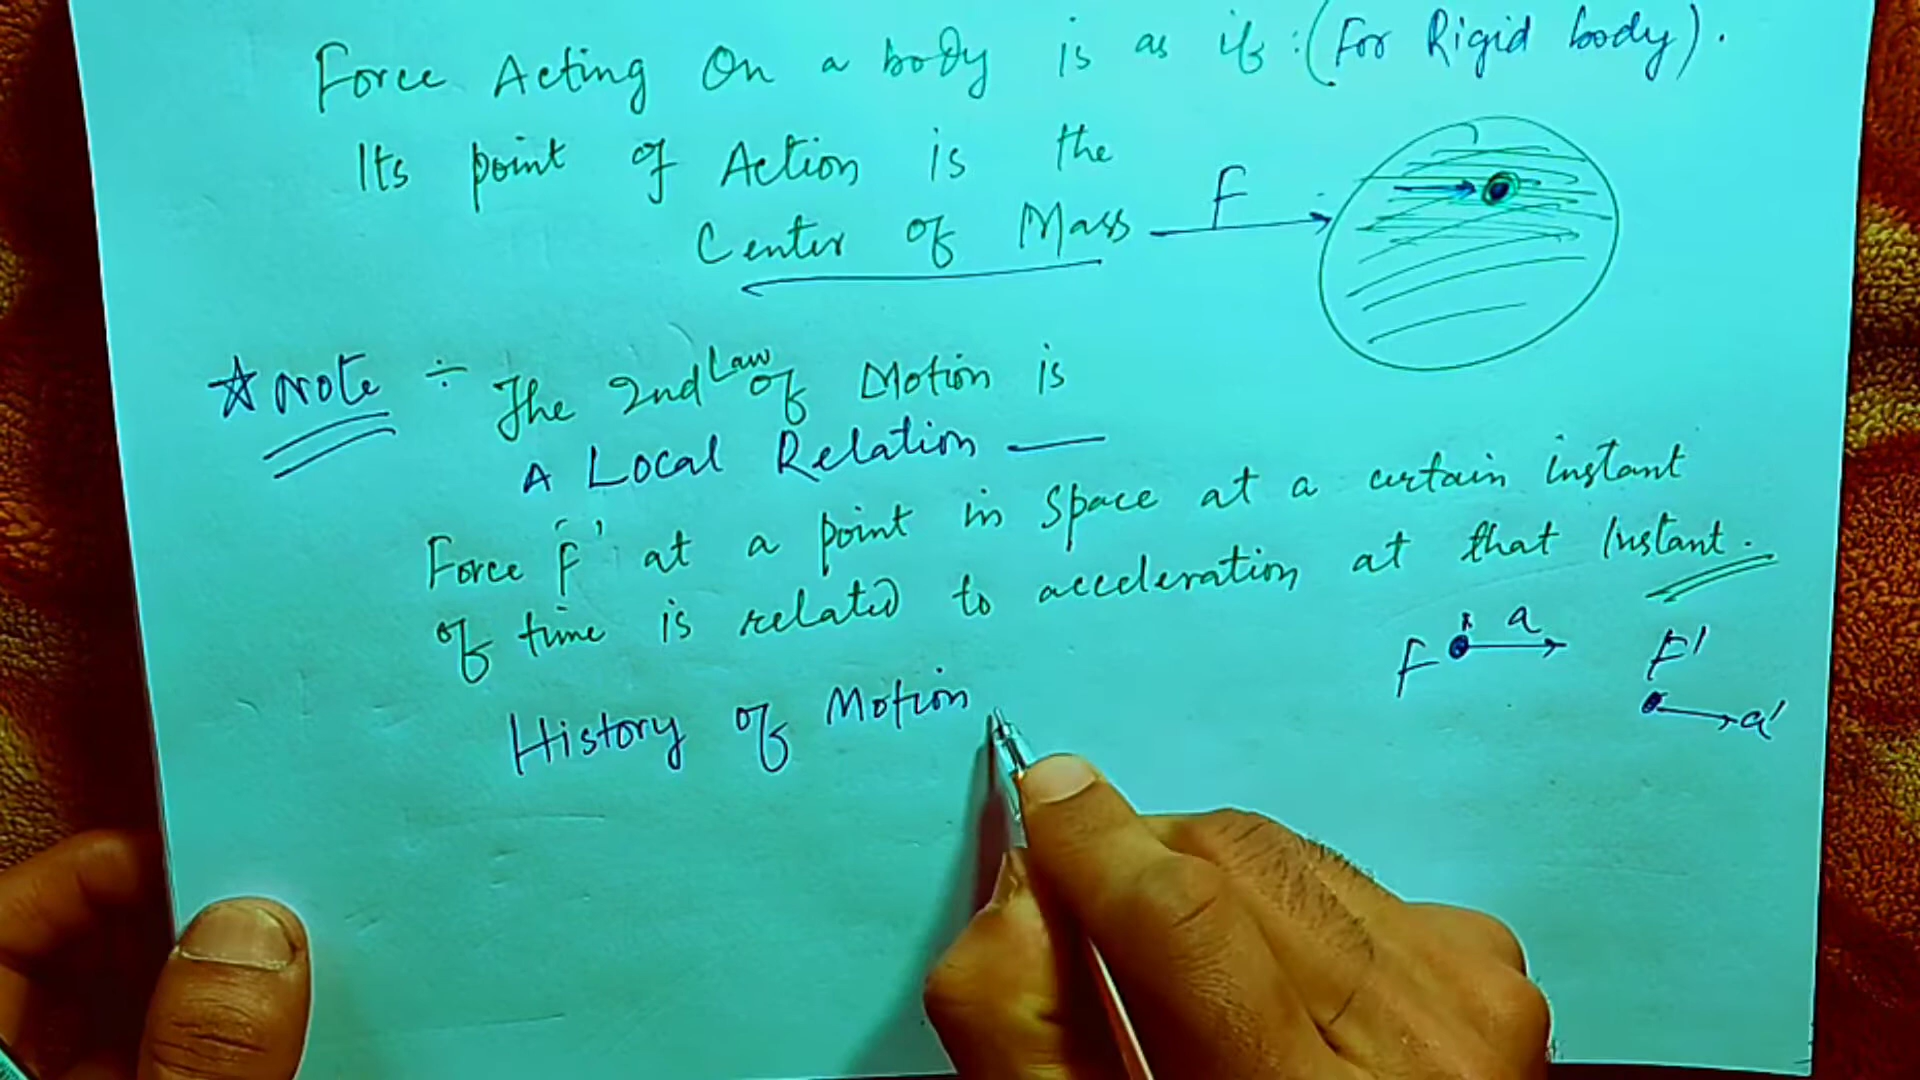 Force Acting On a body is as if :(For Rigid body).
Its point of Action is the
Center of Mass
F
☆ Note ÷ The 2nd Law of Motion is
A Local Relation —
Force 'F' at a point in space at a certain instant
of time is related to acceleration at that Instant.
F a
F' a'
History of Motion